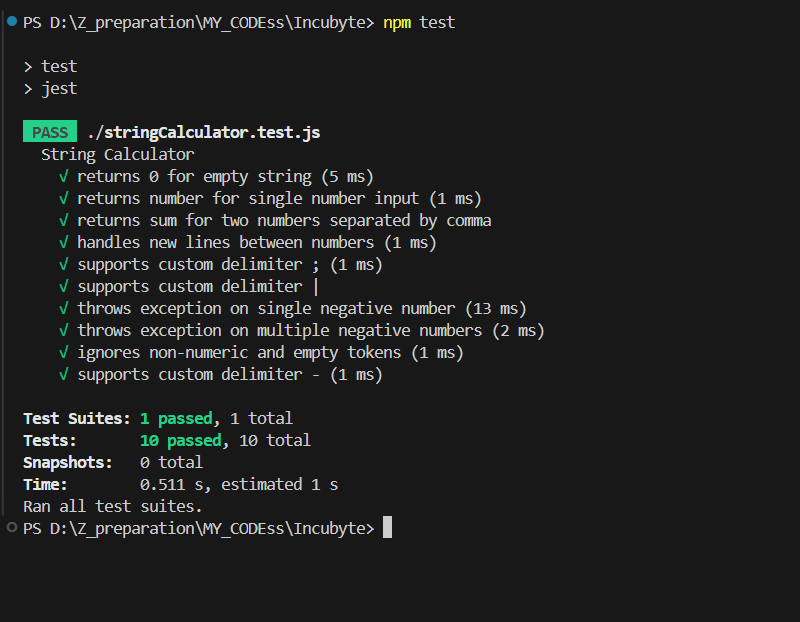 PS D:\Z_preparation\MY_CODEss\Incubyte> npm test
> test
> jest
PASS ./stringCalculator.test.js
String Calculator
√ returns 0 for empty string (5 ms)
√ returns number for single number input (1 ms)
√ returns sum for two numbers separated by comma
√ handles new lines between numbers (1 ms)
√ supports custom delimiter ; (1 ms)
√ supports custom delimiter |
√ throws exception on single negative number (13 ms)
√ throws exception on multiple negative numbers (2 ms)
√ ignores non-numeric and empty tokens (1 ms)
√ supports custom delimiter - (1 ms)
Test Suites: 1 passed, 1 total
Tests: 10 passed, 10 total
Snapshots: 0 total
Time: 0.511 s, estimated 1 s
Ran all test suites.
PS D:\Z_preparation\MY_CODEss\Incubyte>